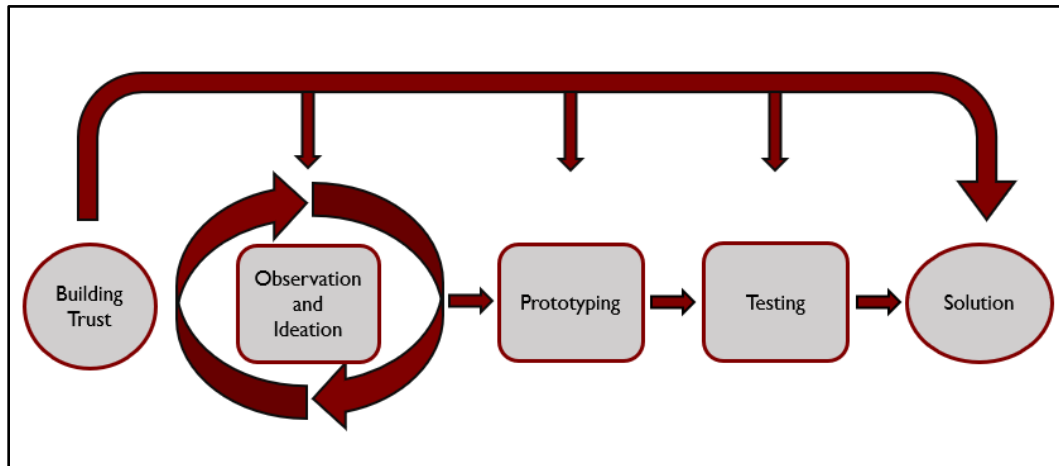 Building
Trust
Observation
and
Ideation
Prototyping
Testing
Solution